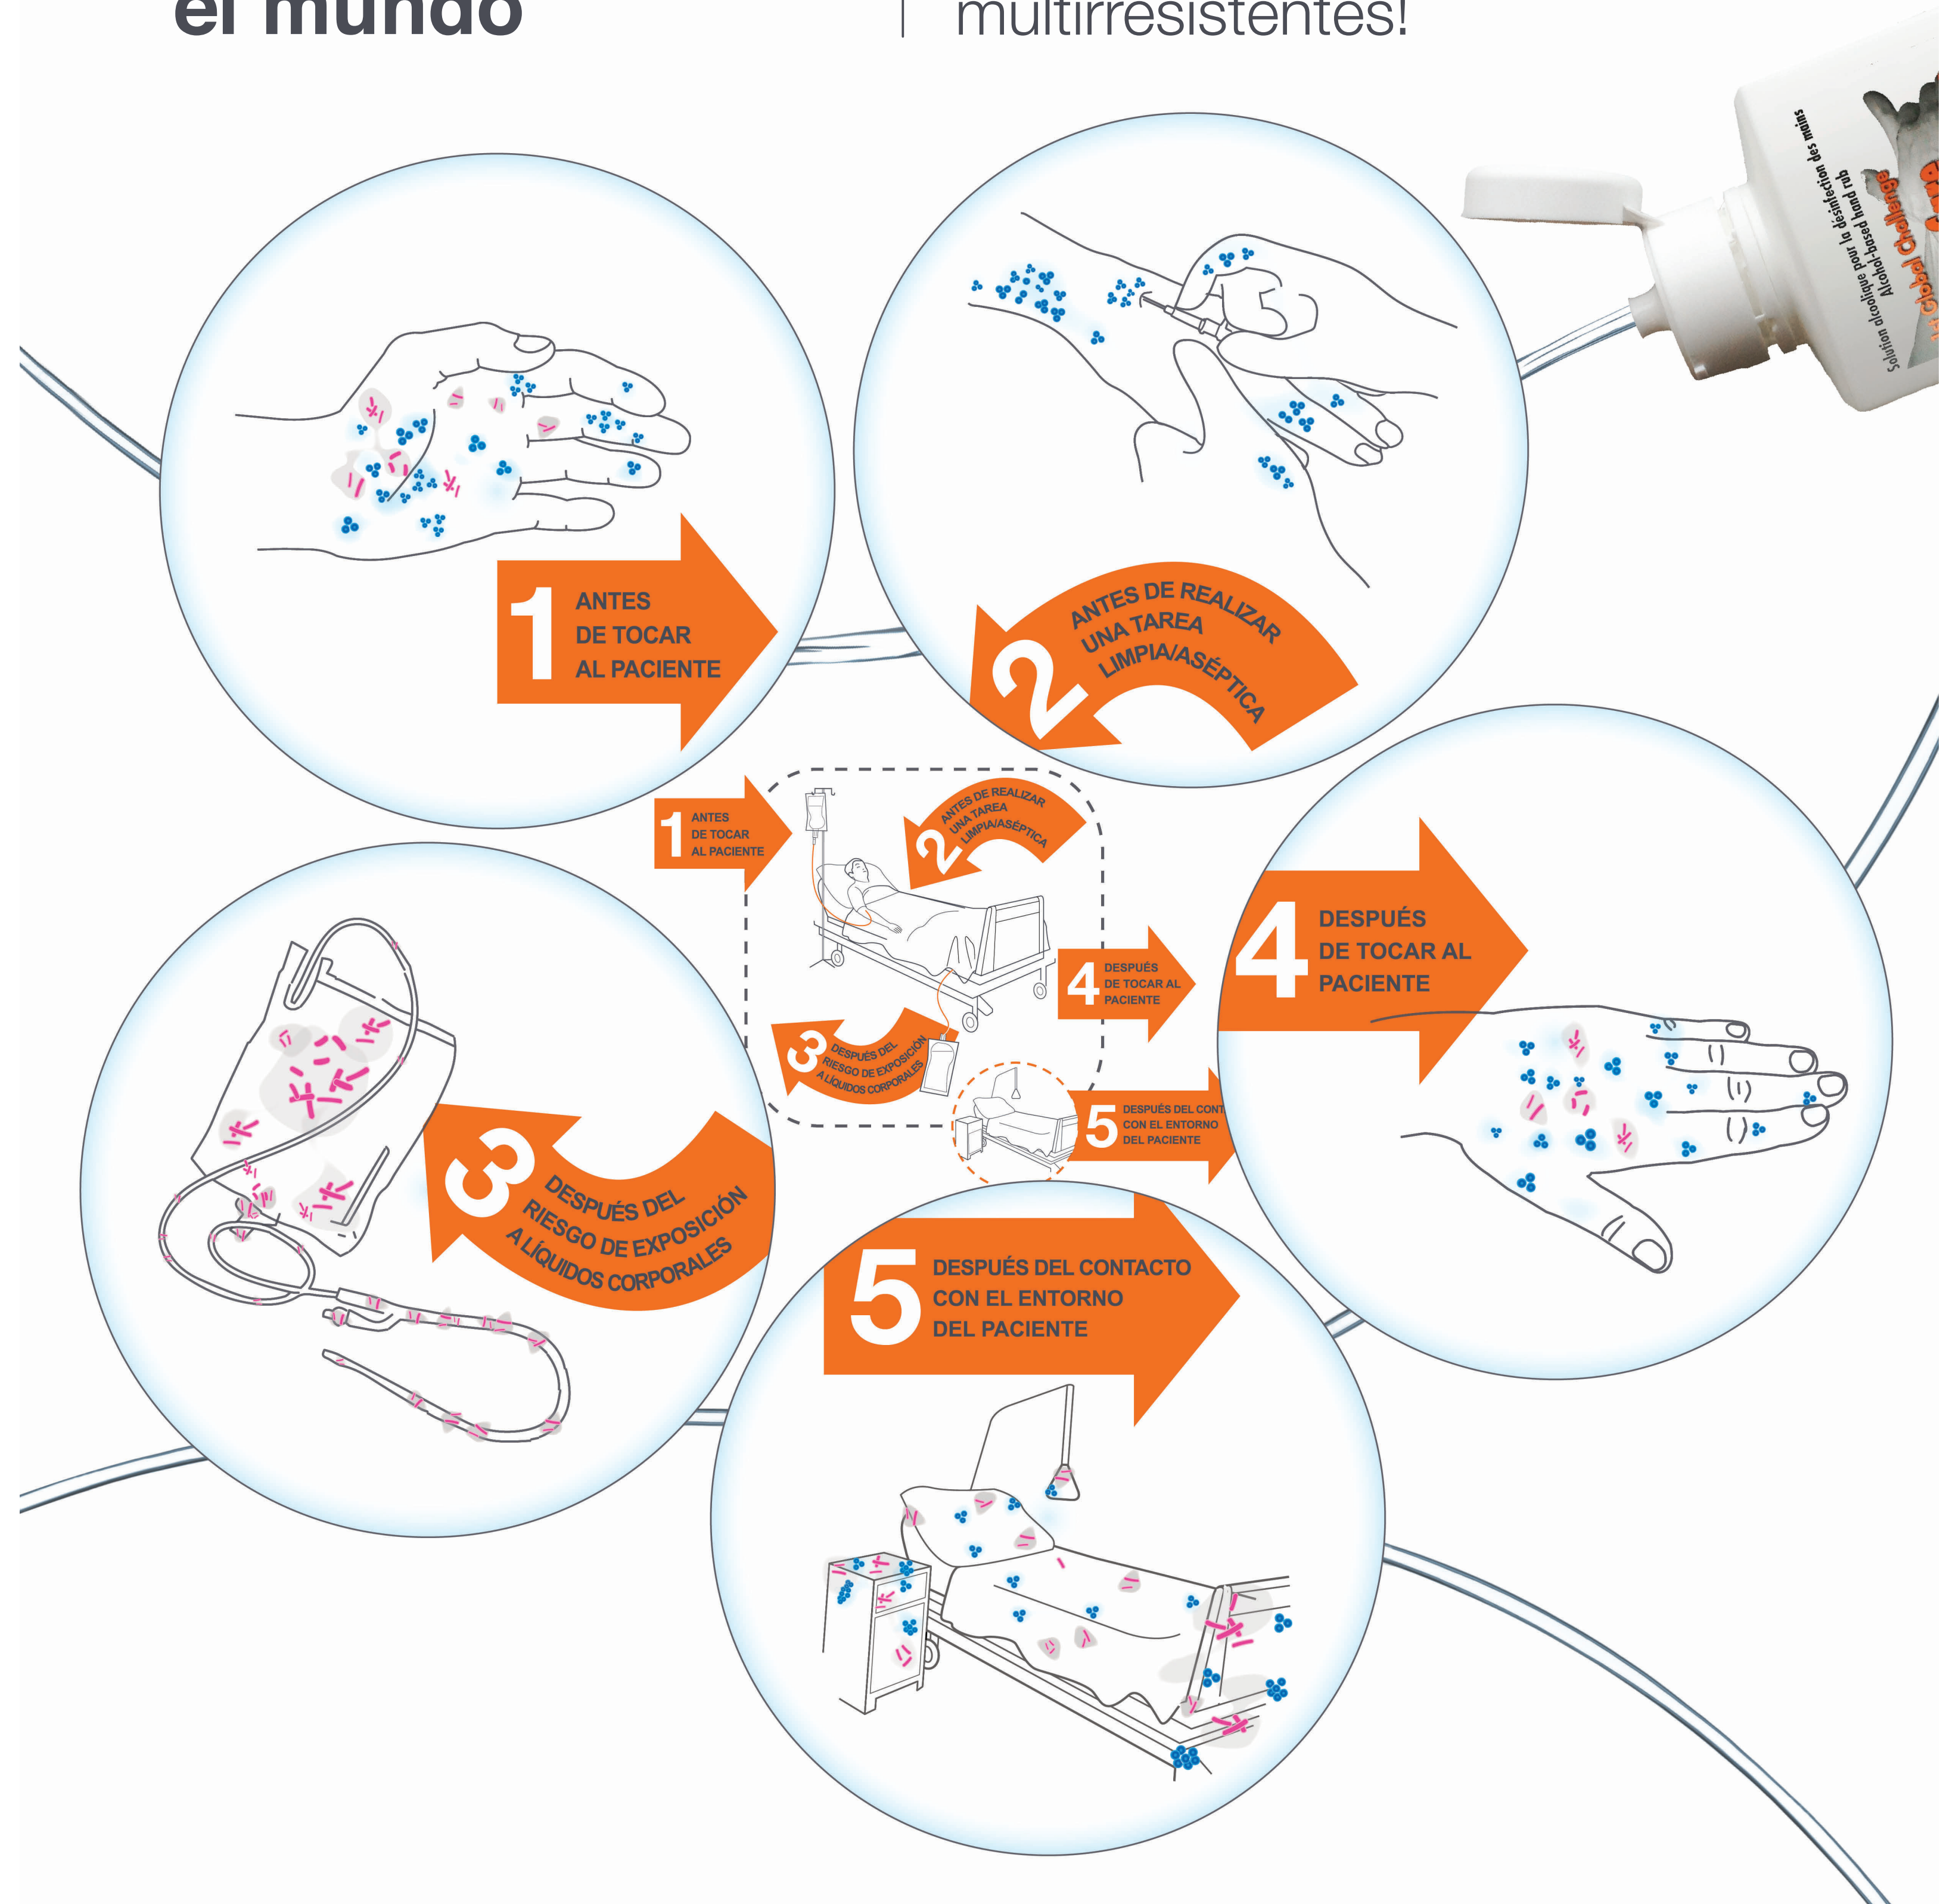 el mundo
multirresistentes!
Solution alcoolique pour la désinfection des mains
Alcohol-based hand rub
Global Challenge
1
ANTES
DE TOCAR
AL PACIENTE
2
ANTES DE REALIZAR
UNA TAREA
LIMPIA/ASÉPTICA
1
ANTES
DE TOCAR
AL PACIENTE
2
ANTES DE REALIZAR
UNA TAREA
LIMPIA/ASÉPTICA
4
DESPUÉS
DE TOCAR AL
PACIENTE
3
DESPUÉS DEL
RIESGO DE EXPOSICIÓN
A LÍQUIDOS CORPORALES
5
DESPUÉS DEL CONT
CON EL ENTORNO
DEL PACIENTE
4
DESPUÉS
DE TOCAR AL
PACIENTE
3
DESPUÉS DEL
RIESGO DE EXPOSICIÓN
A LÍQUIDOS CORPORALES
5
DESPUÉS DEL CONTACTO
CON EL ENTORNO
DEL PACIENTE